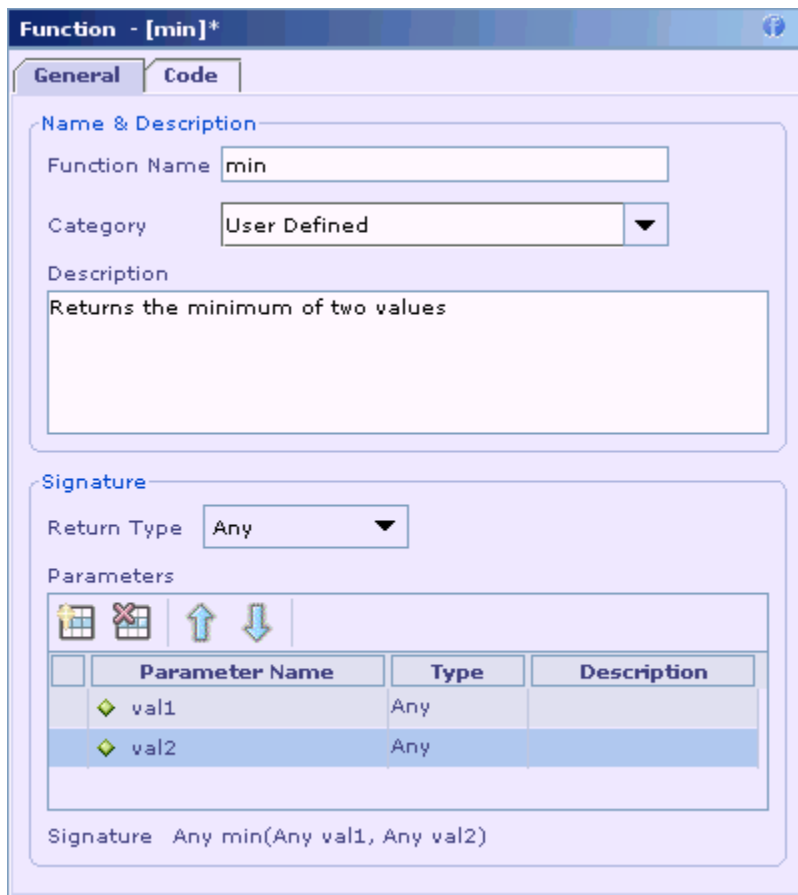 Function - [min]*
General Code
Name & Description
Function Name min
Category User Defined
Description
Returns the minimum of two values
Signature
Return Type Any
Parameters
Parameter Name Type Description
val1 Any
val2 Any
Signature Any min(Any val1, Any val2)